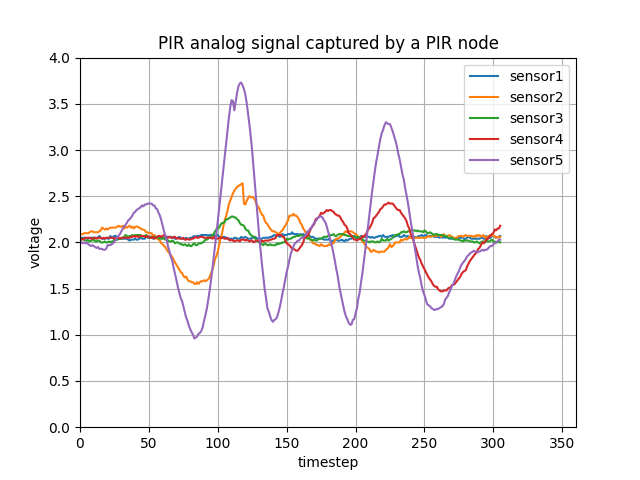 PIR analog signal captured by a PIR node
4.0
3.5
3.0
2.5
2.0
1.5
1.0
0.5
0.0
voltage
sensor1
sensor2
sensor3
sensor4
sensor5
0 50 100 150 200 250 300 350
timestep